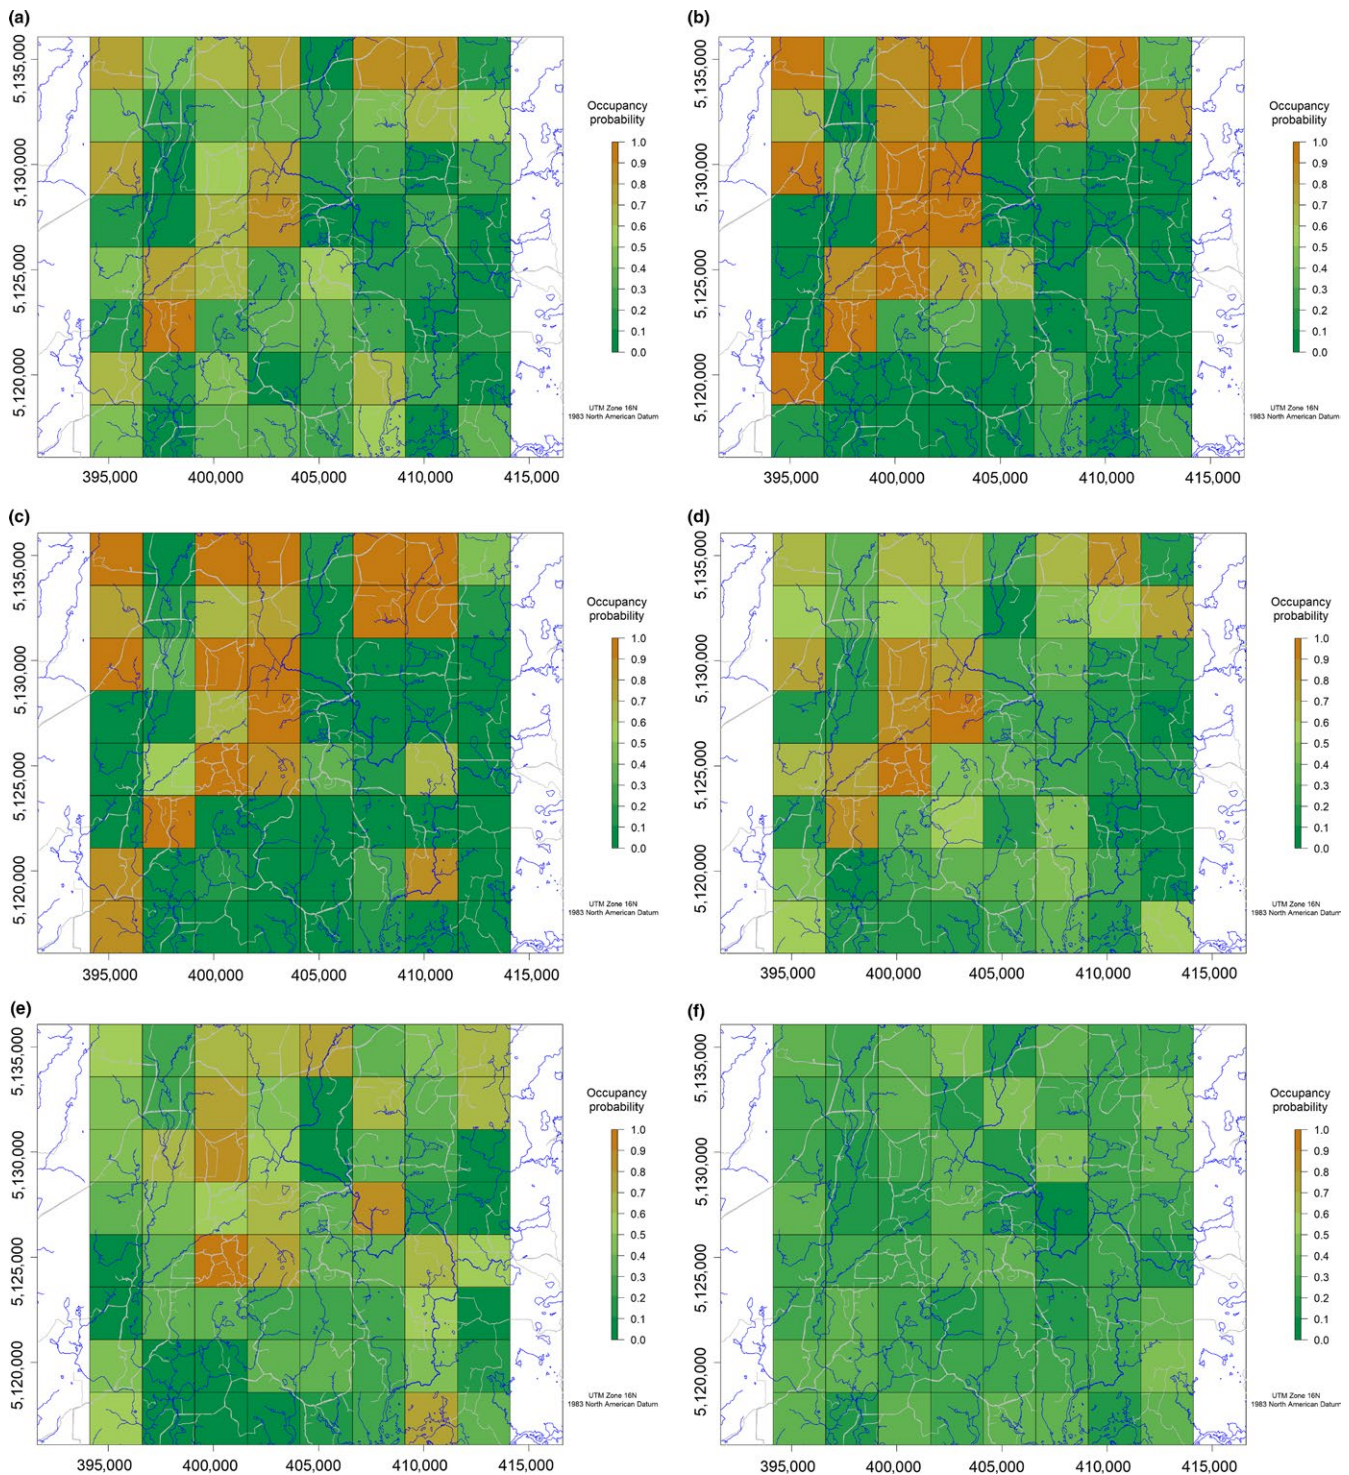 (a)
5,135,000
5,130,000
5,125,000
5,120,000
395,000 400,000 405,000 410,000 415,000
Occupancy
probability
1.0
0.9
0.8
0.7
0.6
0.5
0.4
0.3
0.2
0.1
0.0
UTM Zone 16N
1983 North American Datum
(b)
5,135,000
5,130,000
5,125,000
5,120,000
395,000 400,000 405,000 410,000 415,000
Occupancy
probability
1.0
0.9
0.8
0.7
0.6
0.5
0.4
0.3
0.2
0.1
0.0
UTM Zone 16N
1983 North American Datum
(c)
5,135,000
5,130,000
5,125,000
5,120,000
395,000 400,000 405,000 410,000 415,000
Occupancy
probability
1.0
0.9
0.8
0.7
0.6
0.5
0.4
0.3
0.2
0.1
0.0
UTM Zone 16N
1983 North American Datum
(d)
5,135,000
5,130,000
5,125,000
5,120,000
395,000 400,000 405,000 410,000 415,000
Occupancy
probability
1.0
0.9
0.8
0.7
0.6
0.5
0.4
0.3
0.2
0.1
0.0
UTM Zone 16N
1983 North American Datum
(e)
5,135,000
5,130,000
5,125,000
5,120,000
395,000 400,000 405,000 410,000 415,000
Occupancy
probability
1.0
0.9
0.8
0.7
0.6
0.5
0.4
0.3
0.2
0.1
0.0
UTM Zone 16N
1983 North American Datum
(f)
5,135,000
5,130,000
5,125,000
5,120,000
395,000 400,000 405,000 410,000 415,000
Occupancy
probability
1.0
0.9
0.8
0.7
0.6
0.5
0.4
0.3
0.2
0.1
0.0
UTM Zone 16N
1983 North American Datum